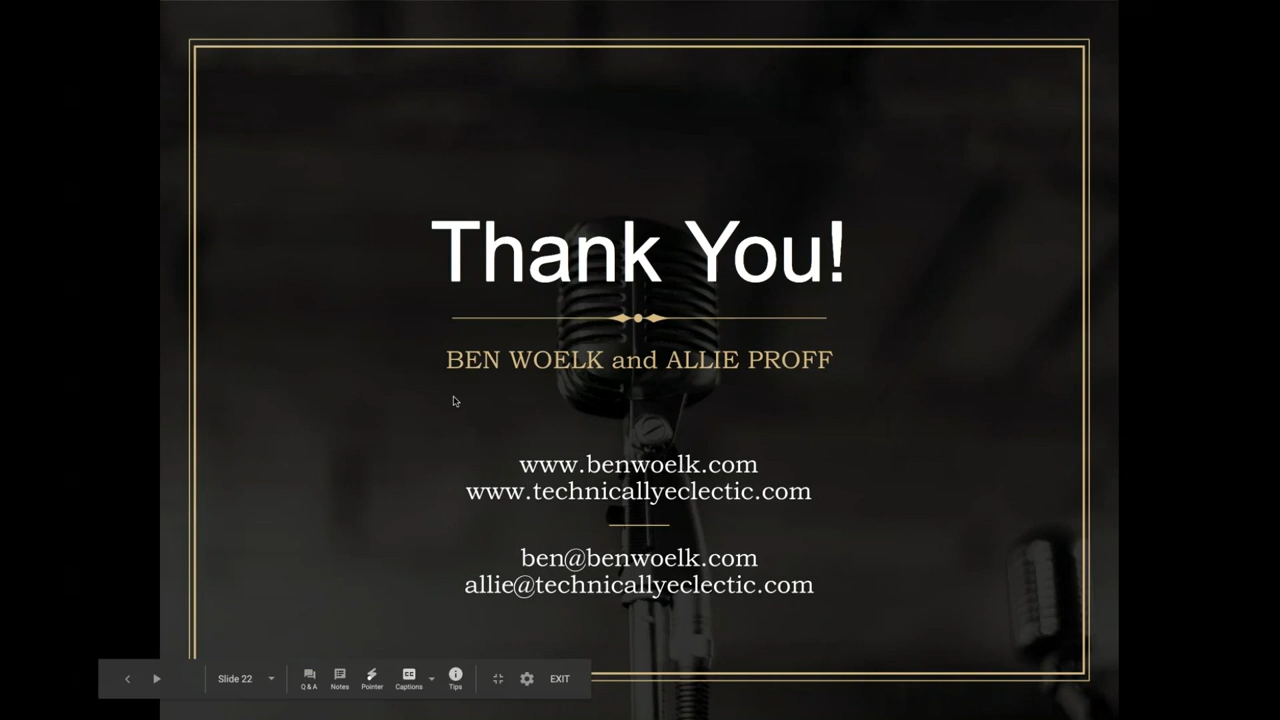 Thank You!
BEN WOELK and ALLIE PROFF
www.benwoelk.com
www.technicallyeclectic.com
ben@benwoelk.com
allie@technicallyeclectic.com
Slide 22
Q & A
Notes
Pointer
CC
Captions
Tips
EXIT